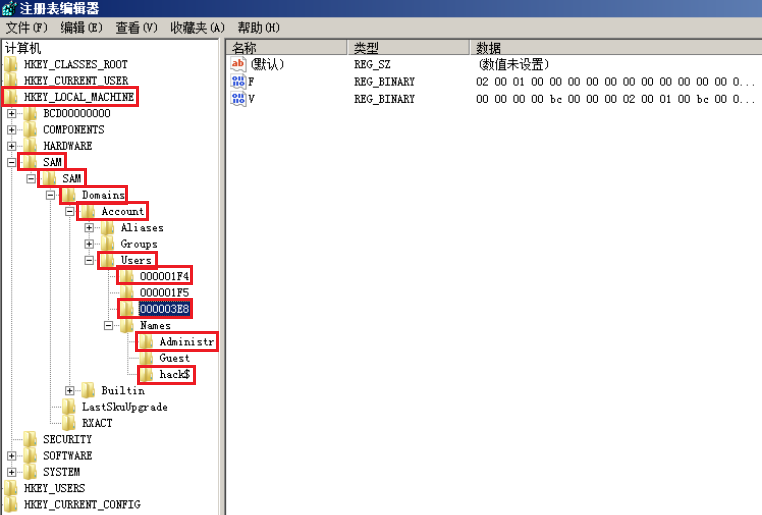 注册表编辑器
文件(F) 编辑(E) 查看(V) 收藏夹(A) 帮助(H)
计算机
HKEY_CLASSES_ROOT
HKEY_CURRENT_USER
HKEY_LOCAL_MACHINE
BCD00000000
COMPONENTS
HARDWARE
SAM
SAM
Domains
Account
Aliases
Groups
Users
000001F4
000001F5
000003E8
Names
Administr
Guest
hack$
Builtin
LastSkuUpgrade
RXACT
SECURITY
SOFTWARE
SYSTEM
HKEY_USERS
HKEY_CURRENT_CONFIG
名称 类型 数据
(默认) REG_SZ (数值未设置)
F REG_BINARY 02 00 01 00 00 00 00 00 00 00 00 00 00 00 0...
V REG_BINARY 00 00 00 00 bc 00 00 00 02 00 01 00 bc 00 0...